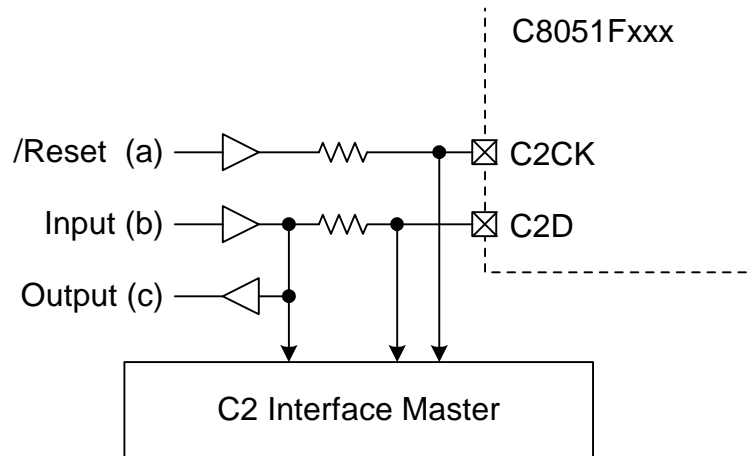 C8051Fxxx
/Reset (a)
C2CK
Input (b)
C2D
Output (c)
C2 Interface Master